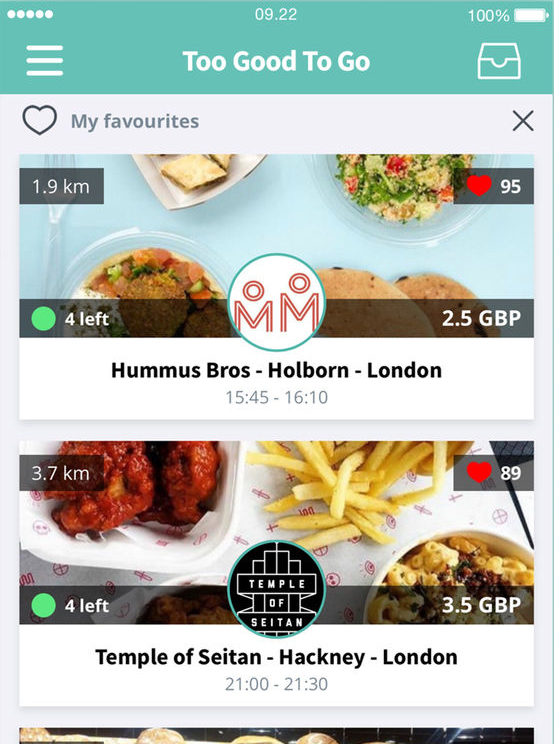 09.22
100%
Too Good To Go
My favourites
1.9 km
95
4 left
2.5 GBP
Hummus Bros - Holborn - London
15:45 - 16:10
3.7 km
89
TEMPLE
OF
SEITAN
4 left
3.5 GBP
Temple of Seitan - Hackney - London
21:00 - 21:30